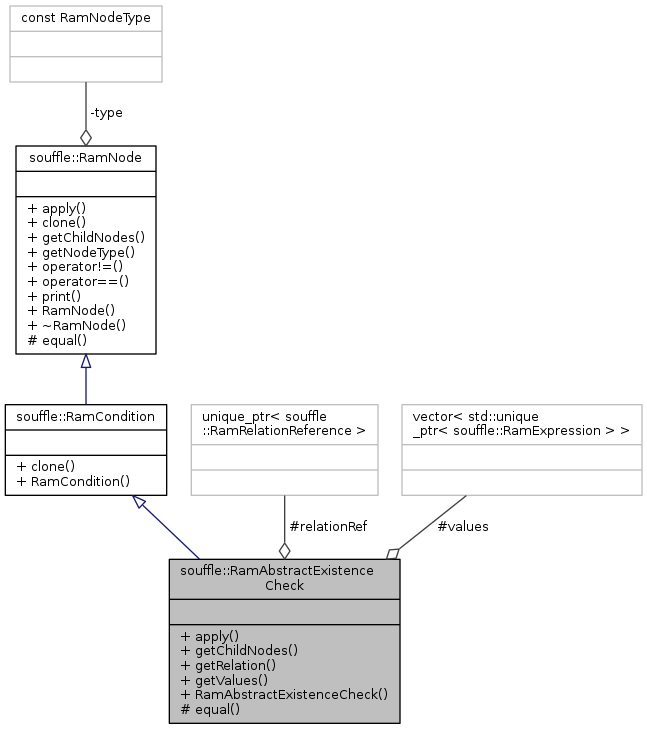 const RamNodeType
-type
souffle::RamNode
+ apply()
+ clone()
+ getChildNodes()
+ getNodeType()
+ operator!=()
+ operator==()
+ print()
+ RamNode()
+ ~RamNode()
# equal()
souffle::RamCondition
+ clone()
+ RamCondition()
unique_ptr< souffle
::RamRelationReference >
vector< std::unique
_ptr< souffle::RamExpression > >
#relationRef
#values
souffle::RamAbstractExistence
Check
+ apply()
+ getChildNodes()
+ getRelation()
+ getValues()
+ RamAbstractExistenceCheck()
# equal()